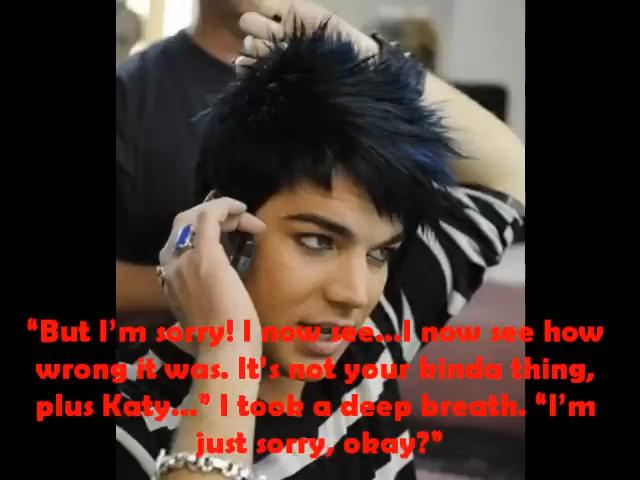 “But I’m sorry! I now see...I now see how
wrong it was. It’s not your kinda thing,
plus Katy...” I took a deep breath. “I’m
just sorry, okay?”